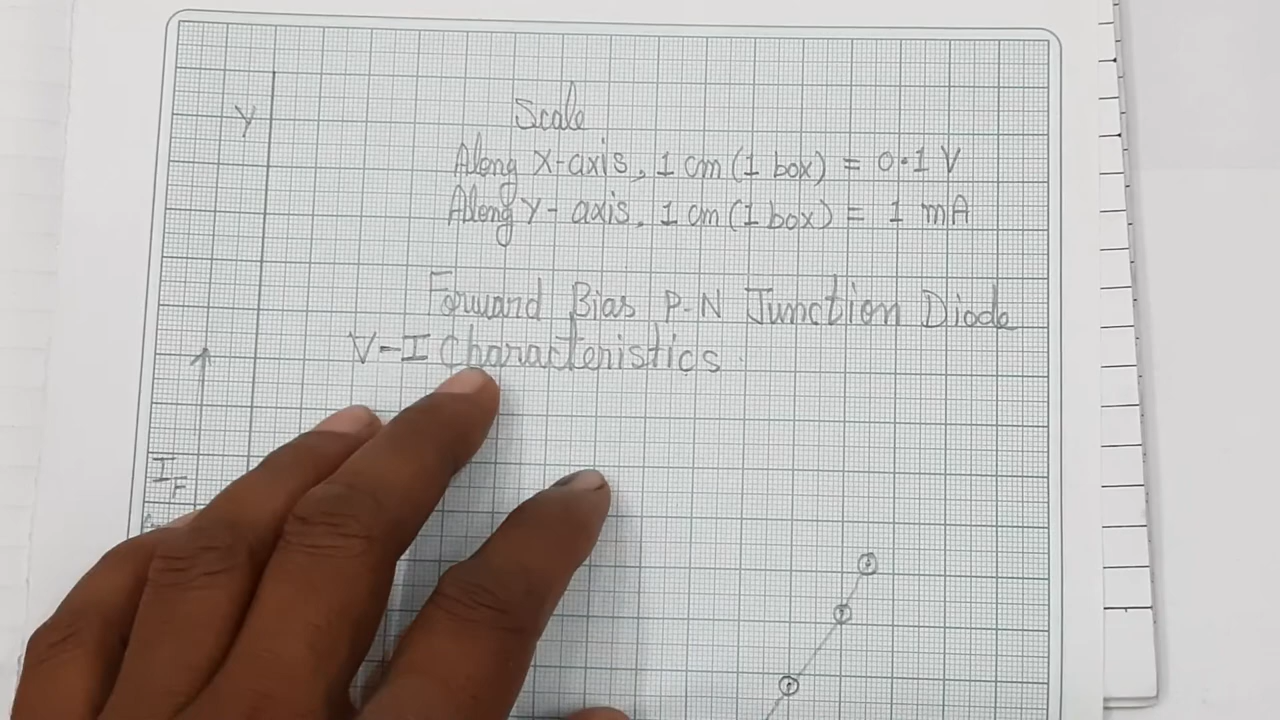 Y
Scale
Along X-axis, 1 cm (1 box) = 0.1 V
Along Y-axis, 1 cm (1 box) = 1 mA
Forward Bias P-N Junction Diode
V-I Characteristics.
I_F